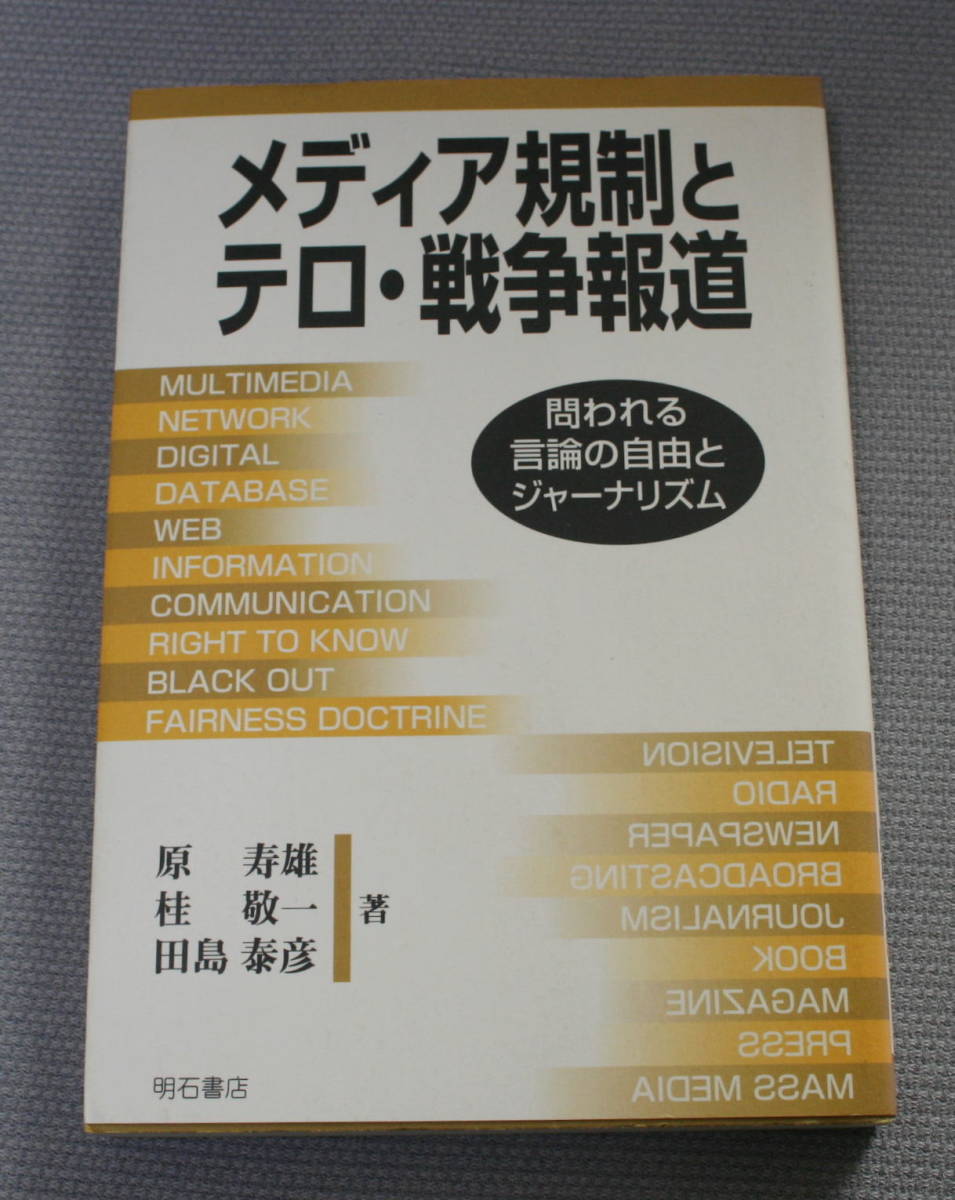 メディア規制と
テロ・戦争報道
問われる
言論の自由と
ジャーナリズム
MULTIMEDIA
NETWORK
DIGITAL
DATABASE
WEB
INFORMATION
COMMUNICATION
RIGHT TO KNOW
BLACK OUT
FAIRNESS DOCTRINE
TELEVISION
RADIO
NEWSPAPER
BROADCASTING
JOURNALISM
BOOK
MAGAZINE
PRESS
MASS MEDIA
原 寿雄
桂 敬一
田島 泰彦
著
明石書店